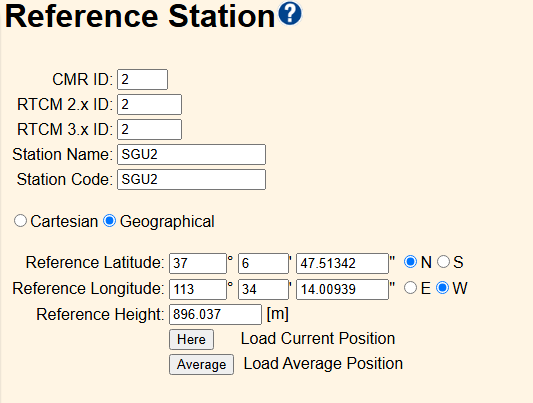 Reference Station?
CMR ID: 2
RTCM 2.x ID: 2
RTCM 3.x ID: 2
Station Name: SGU2
Station Code: SGU2
Cartesian Geographical
Reference Latitude: 37 ° 6 ' 47.51342 " N S
Reference Longitude: 113 ° 34 ' 14.00939 " E W
Reference Height: 896.037 [m]
Here Load Current Position
Average Load Average Position